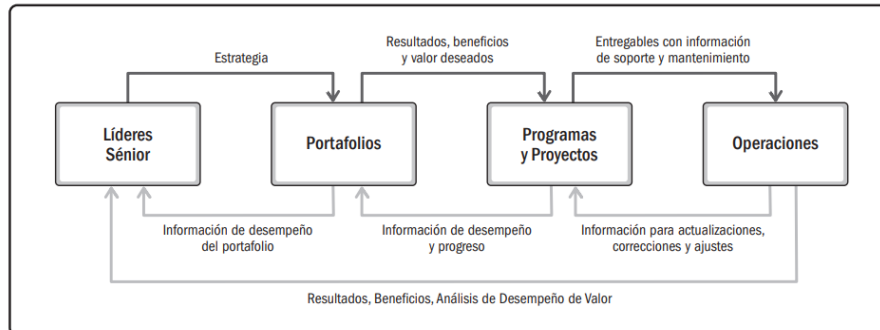 Estrategia
Resultados, beneficios
y valor deseados
Entregables con información
de soporte y mantenimiento
Líderes
Sénior
Portafolios
Programas
y Proyectos
Operaciones
Información de desempeño
del portafolio
Información de desempeño
y progreso
Información para actualizaciones,
correcciones y ajustes
Resultados, Beneficios, Análisis de Desempeño de Valor